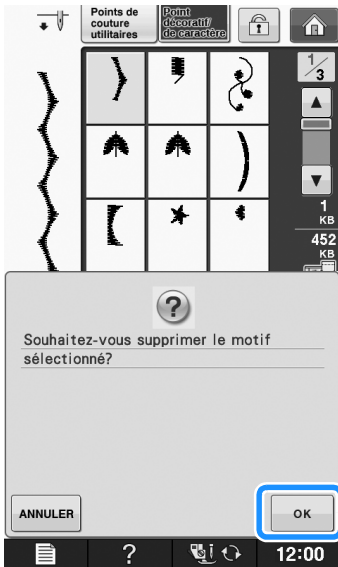 Points de
couture
utilitaires
Point
décoratif/
de caractère
1/3
1
KB
452
KB
?
Souhaitez-vous supprimer le motif
sélectionné?
ANNULER
OK
?
12:00